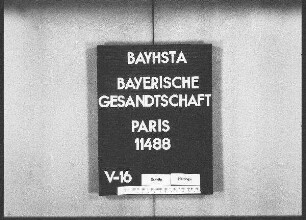 BAYHSTA
BAYERISCHE
GESANDTSCHAFT
PARIS
11488
V-16